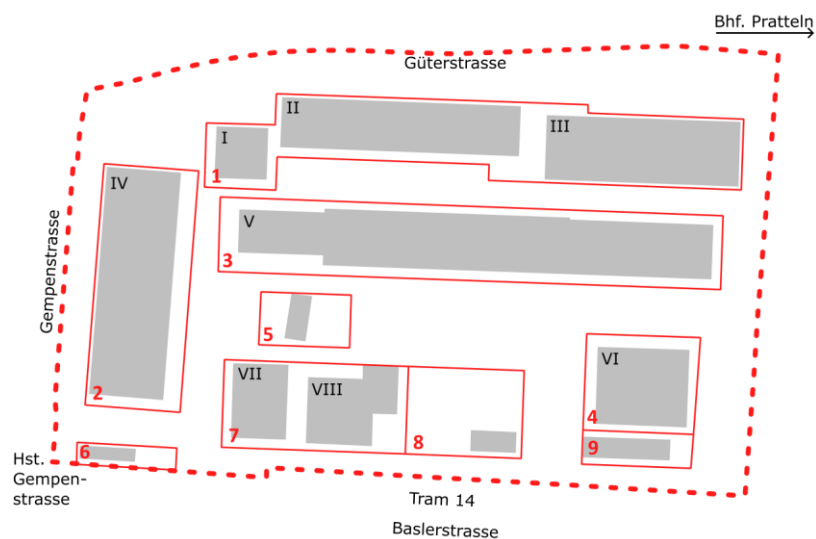 Bhf. Pratteln
Güterstrasse
II
III
I
1
IV
V
3
Gempenstrasse
5
VI
2
VII
VIII
4
7
8
9
6
Hst.
Gempen-
strasse
Tram 14
Baslerstrasse